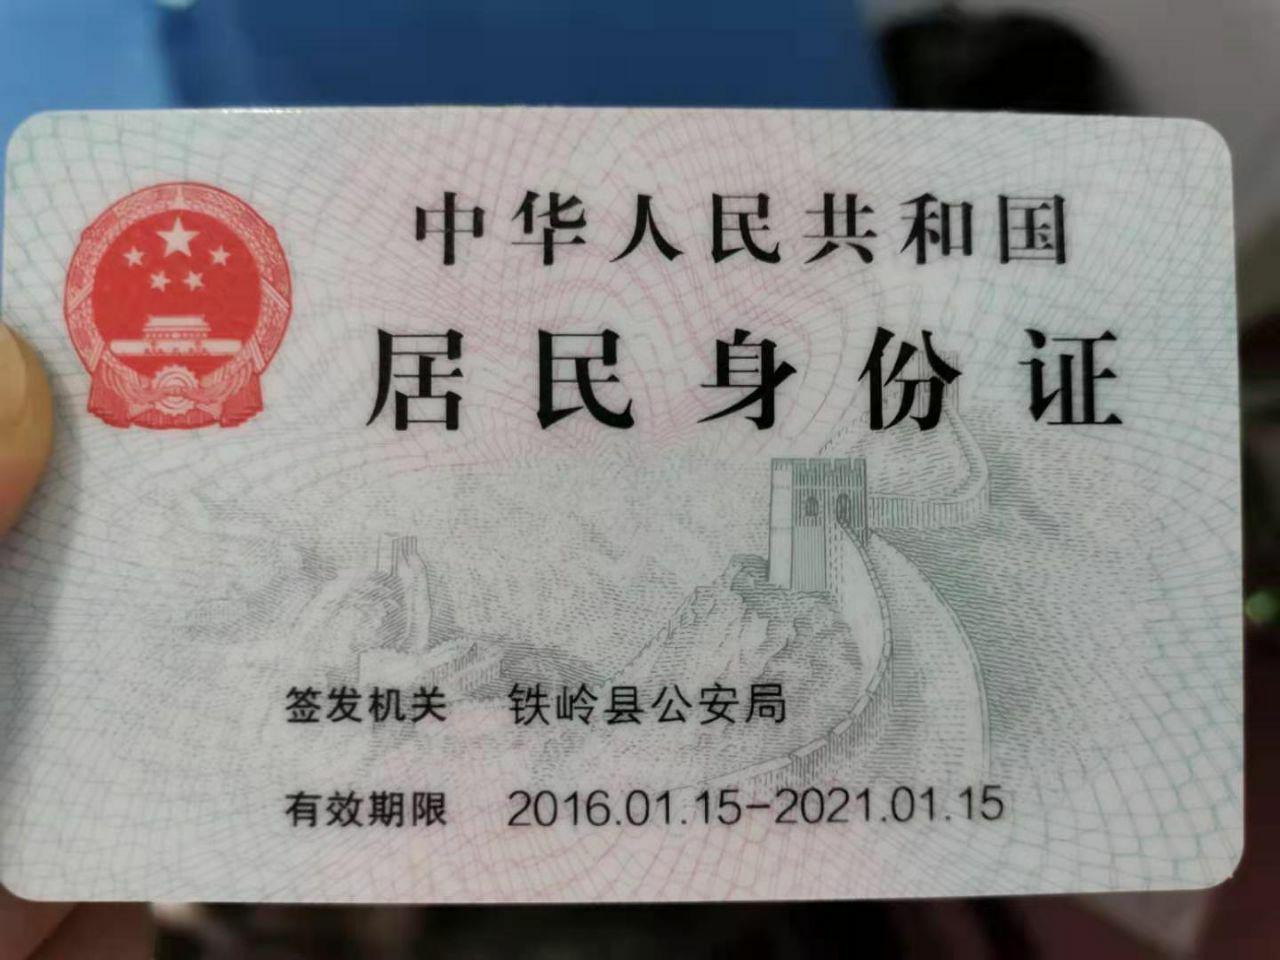 中华人民共和国
居民身份证
签发机关 铁岭县公安局
有效期限 2016.01.15-2021.01.15